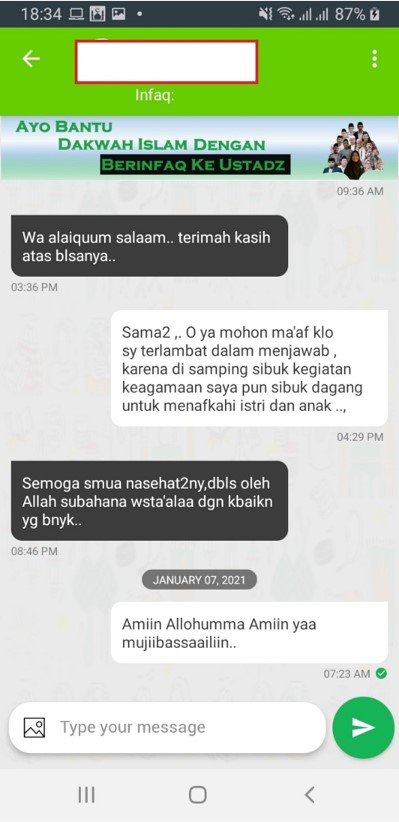 18:34
87%
Infaq:
AYO BANTU
DAKWAH ISLAM DENGAN
BERINFAQ KE USTADZ
09:36 AM
Wa alaiquum salaam.. terimah kasih
atas blsanya..
03:36 PM
Sama2 ,. O ya mohon ma'af klo
sy terlambat dalam menjawab ,
karena di samping sibuk kegiatan
keagamaan saya pun sibuk dagang
untuk menafkahi istri dan anak ..,
04:29 PM
Semoga smua nasehat2ny,dbls oleh
Allah subahana wsta'alaa dgn kbaikn
yg bnyk..
08:46 PM
JANUARY 07, 2021
Amiin Allohumma Amiin yaa
mujiibassaailiin..
07:23 AM
Type your message